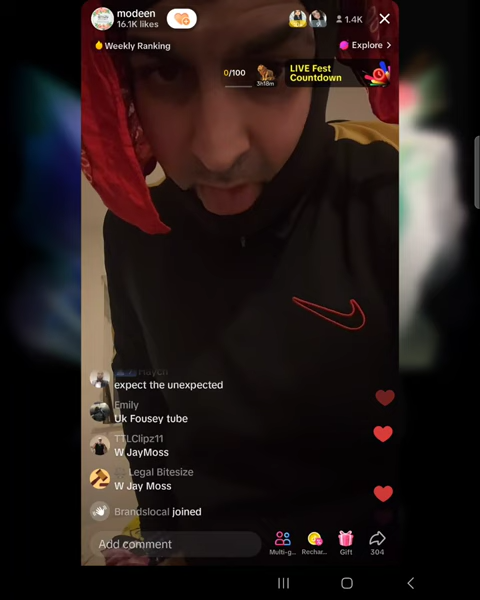 modeen
16.1K likes
1.4K
Weekly Ranking
Explore >
0/100
3h18m
LIVE Fest
Countdown
expect the unexpected
Emily
Uk Fousey tube
TTLClipz11
W JayMoss
Legal Bitesize
W Jay Moss
Brandslocal joined
Add comment
Multi-g...
Rechar...
Gift
304